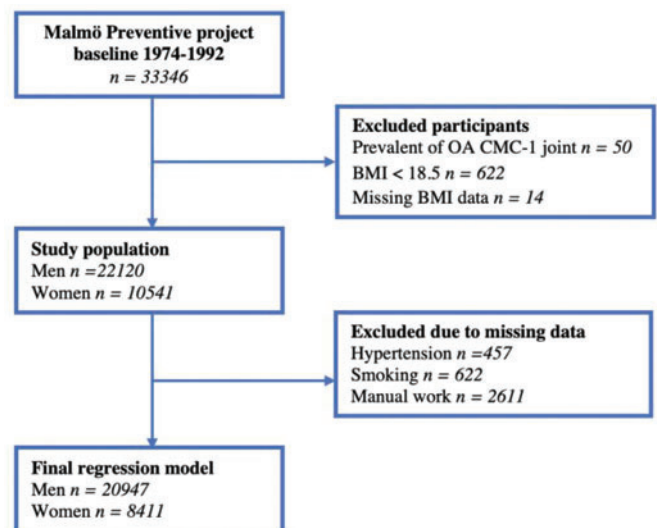 Malmö Preventive project
baseline 1974-1992
n = 33346
Excluded participants
Prevalent of OA CMC-1 joint n = 50
BMI < 18.5 n = 622
Missing BMI data n = 14
Study population
Men n =22120
Women n = 10541
Excluded due to missing data
Hypertension n =457
Smoking n = 622
Manual work n = 2611
Final regression model
Men n = 20947
Women n = 8411